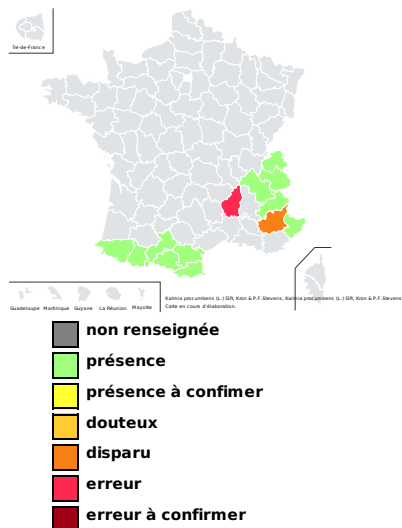 Île-de-France
Guadeloupe Martinique Guyane La Réunion Mayotte
Kalmia procumbens (L.) Gift, Kron & P.F.Stevens, Kalmia procumbens (L.) Gift, Kron & P.F.Stevens
Carte en cours d'élaboration.
non renseignée
présence
présence à confimer
douteux
disparu
erreur
erreur à confirmer